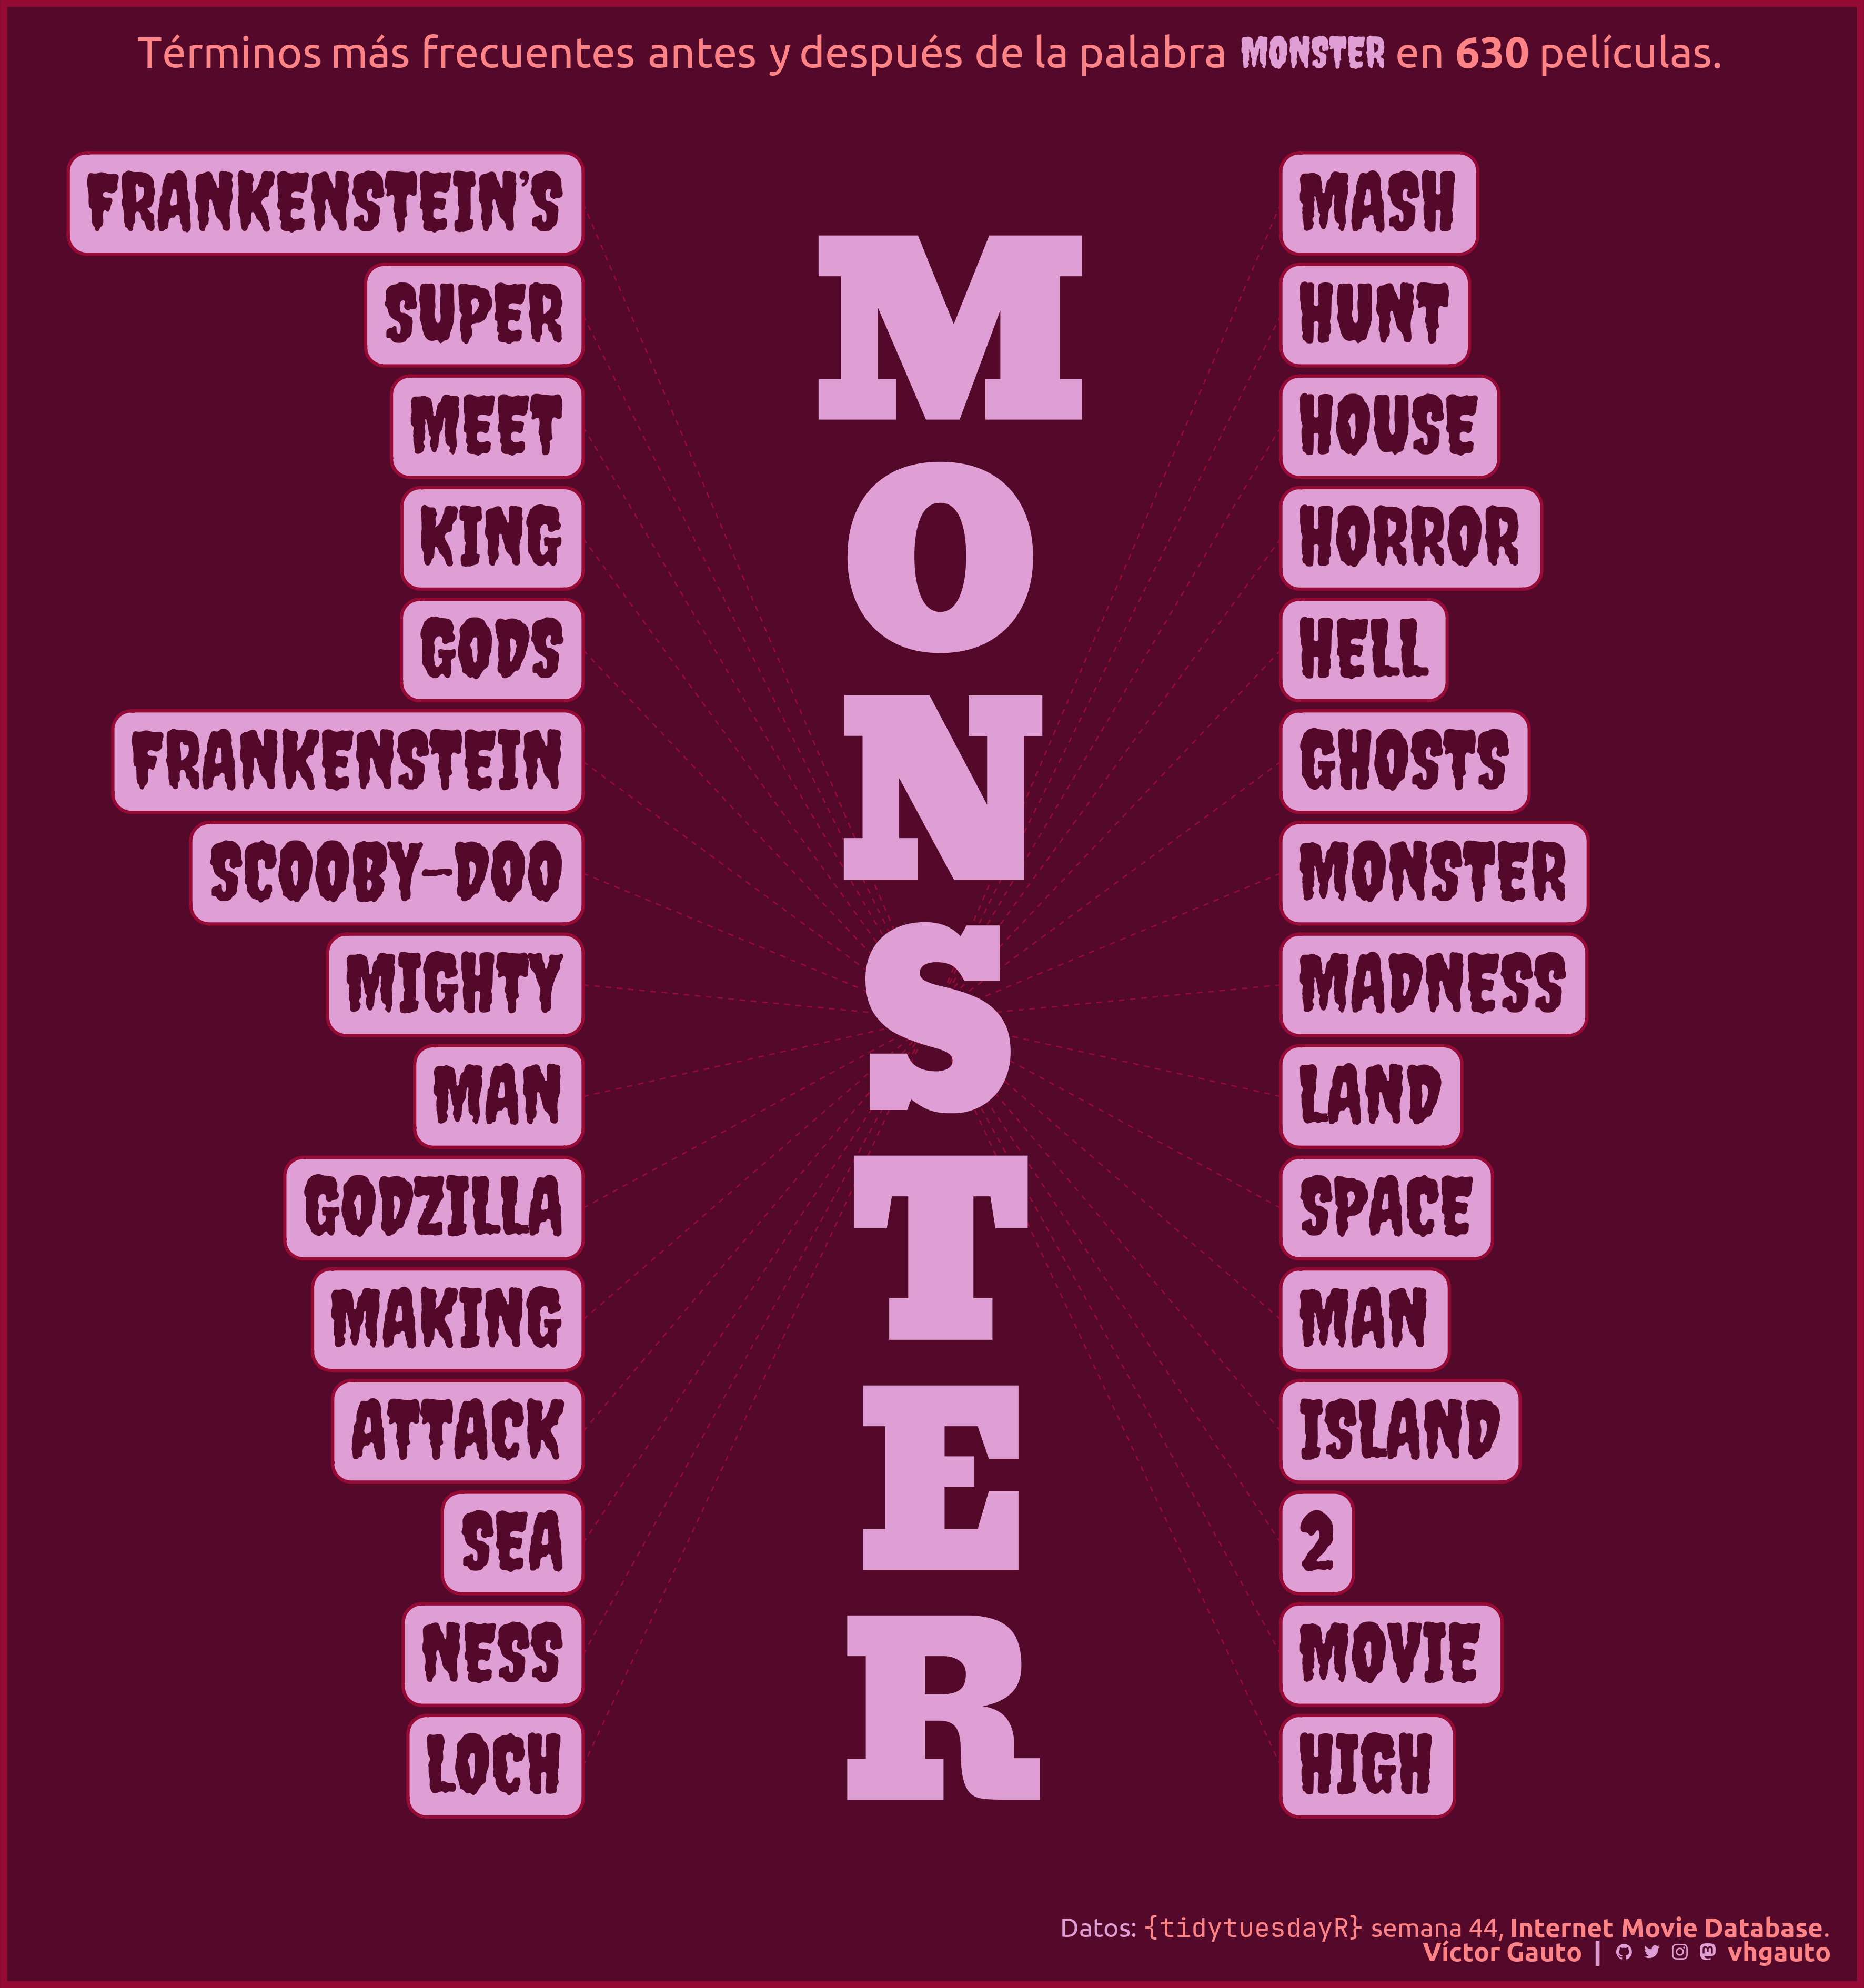 Términos más frecuentes antes y después de la palabra MONSTER en 630 películas.
FRANKENSTEIN'S
SUPER
MEET
KING
GODS
FRANKENSTEIN
SCOOBY-DOO
MIGHTY
MAN
GODZILLA
MAKING
ATTACK
SEA
NESS
LOCH
M
O
N
S
T
E
R
MASH
HUNT
HOUSE
HORROR
HELL
GHOSTS
MONSTER
MADNESS
LAND
SPACE
MAN
ISLAND
2
MOVIE
HIGH
Datos: {tidytuesdayR} semana 44, Internet Movie Database.
Víctor Gauto | vhgauto